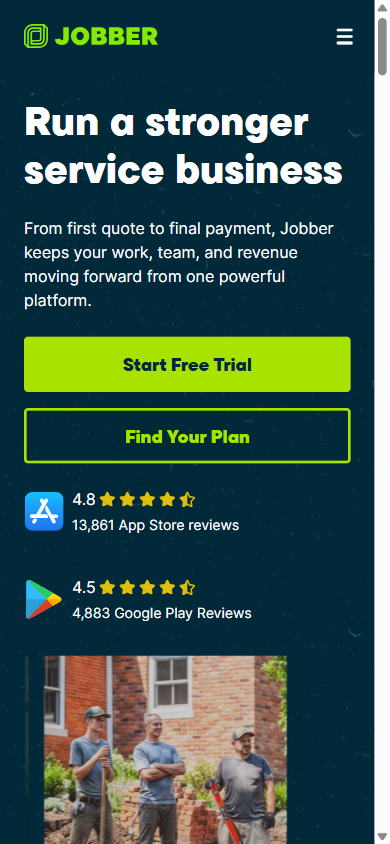 JOBBER
Run a stronger
service business
From first quote to final payment, Jobber
keeps your work, team, and revenue
moving forward from one powerful
platform.
Start Free Trial
Find Your Plan
4.8
13,861 App Store reviews
4.5
4,883 Google Play Reviews